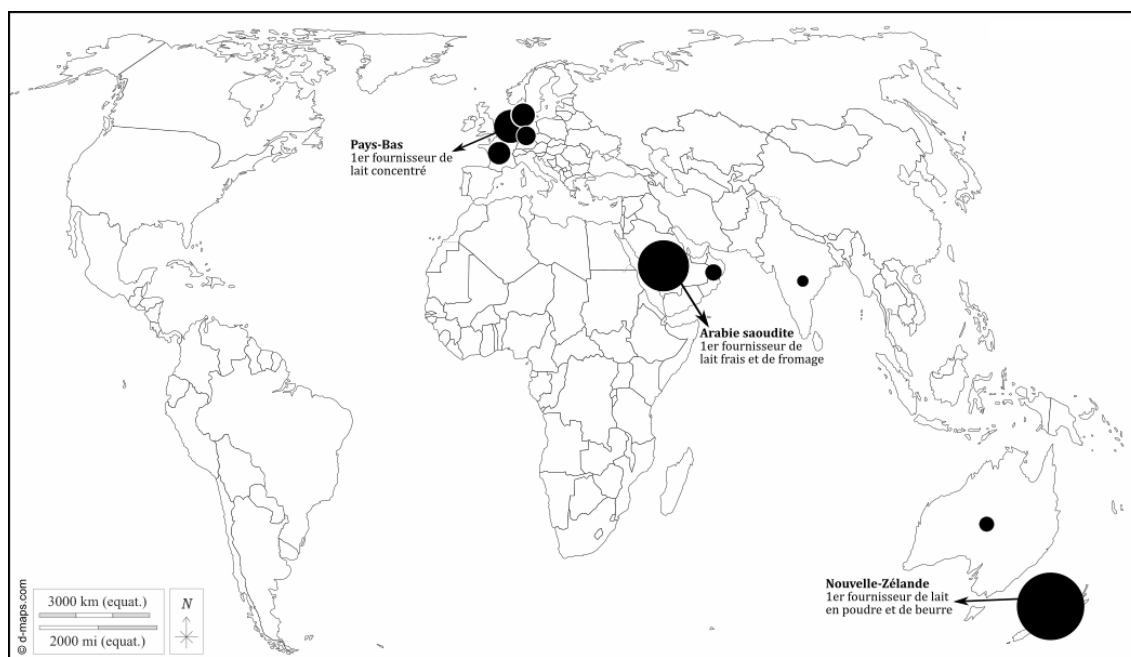 Pays-Bas
1er fournisseur de
lait concentré
Arabie saoudite
1er fournisseur de
lait frais et de fromage
Nouvelle-Zélande
1er fournisseur de lait
en poudre et de beurre
3000 km (equat.)
2000 mi (equat.)
N
© d-maps.com